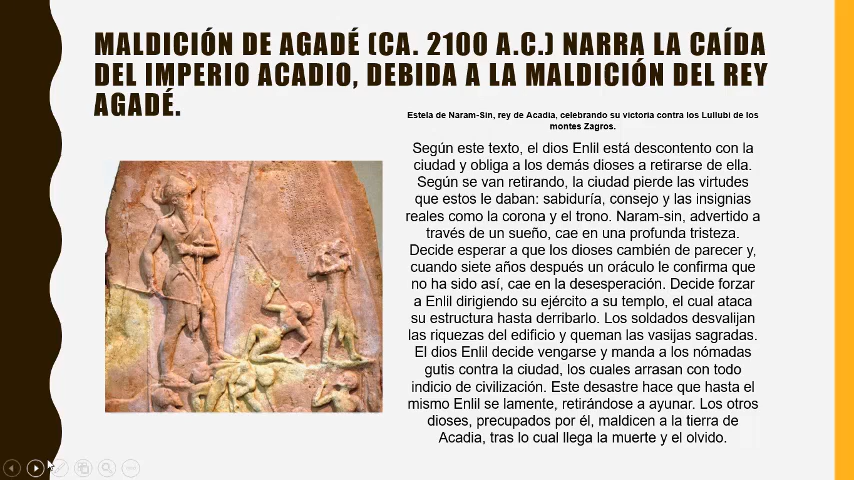 MALDICIÓN DE AGADÉ (CA. 2100 A.C.) NARRA LA CAÍDA
DEL IMPERIO ACADIO, DEBIDA A LA MALDICIÓN DEL REY
AGADÉ.
Estela de Naram-Sin, rey de Acadia, celebrando su victoria contra los Lullubi de los
montes Zagros.
Según este texto, el dios Enlil está descontento con la
ciudad y obliga a los demás dioses a retirarse de ella.
Según se van retirando, la ciudad pierde las virtudes
que estos le daban: sabiduría, consejo y las insignias
reales como la corona y el trono. Naram-sin, advertido a
través de un sueño, cae en una profunda tristeza.
Decide esperar a que los dioses cambien de parecer y,
cuando siete años después un oráculo le confirma que
no ha sido así, cae en la desesperación. Decide forzar
a Enlil dirigiendo su ejército a su templo, el cual ataca
su estructura hasta derribarlo. Los soldados desvalijan
las riquezas del edificio y queman las vasijas sagradas.
El dios Enlil decide vengarse y manda a los nómadas
gutis contra la ciudad, los cuales arrasan con todo
indicio de civilización. Este desastre hace que hasta el
mismo Enlil se lamente, retirándose a ayunar. Los otros
dioses, precupados por él, maldicen a la tierra de
Acadia, tras lo cual llega la muerte y el olvido.